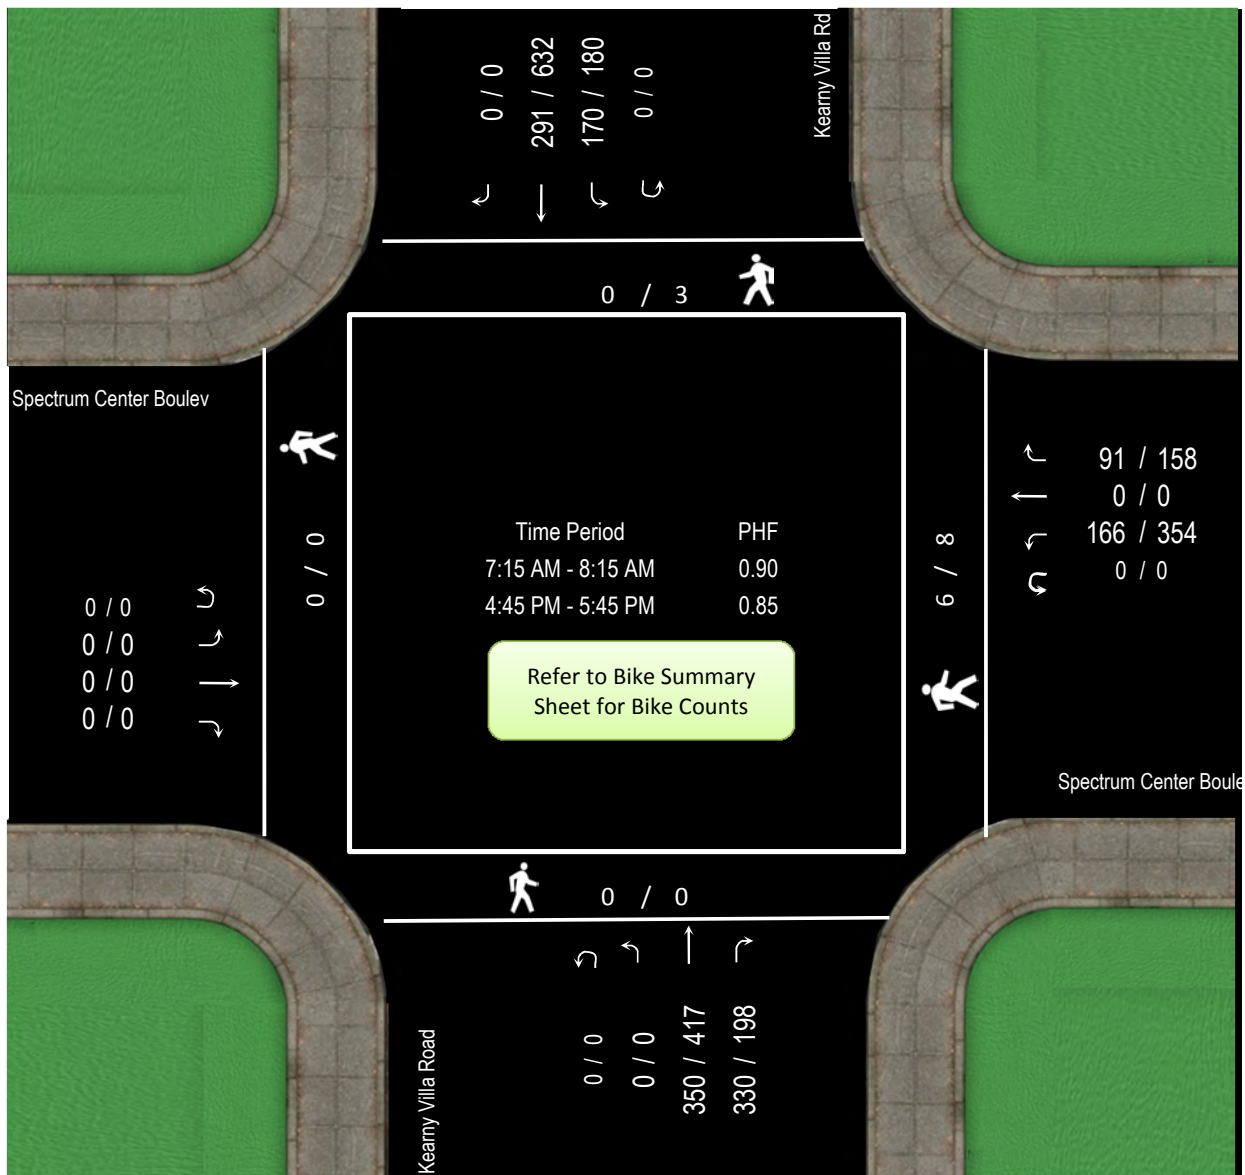 0 / 0
291 / 632
170 / 180
0 / 0
Kearny Villa Rd
0 / 3
Spectrum Center Boulev
91 / 158
0 / 0
166 / 354
0 / 0
0 / 0
9 / 8
Time Period PHF
7:15 AM - 8:15 AM 0.90
4:45 PM - 5:45 PM 0.85
0 / 0
0 / 0
0 / 0
0 / 0
Refer to Bike Summary
Sheet for Bike Counts
Spectrum Center Boule
0 / 0
0 / 0
0 / 0
350 / 417
330 / 198
Kearny Villa Road